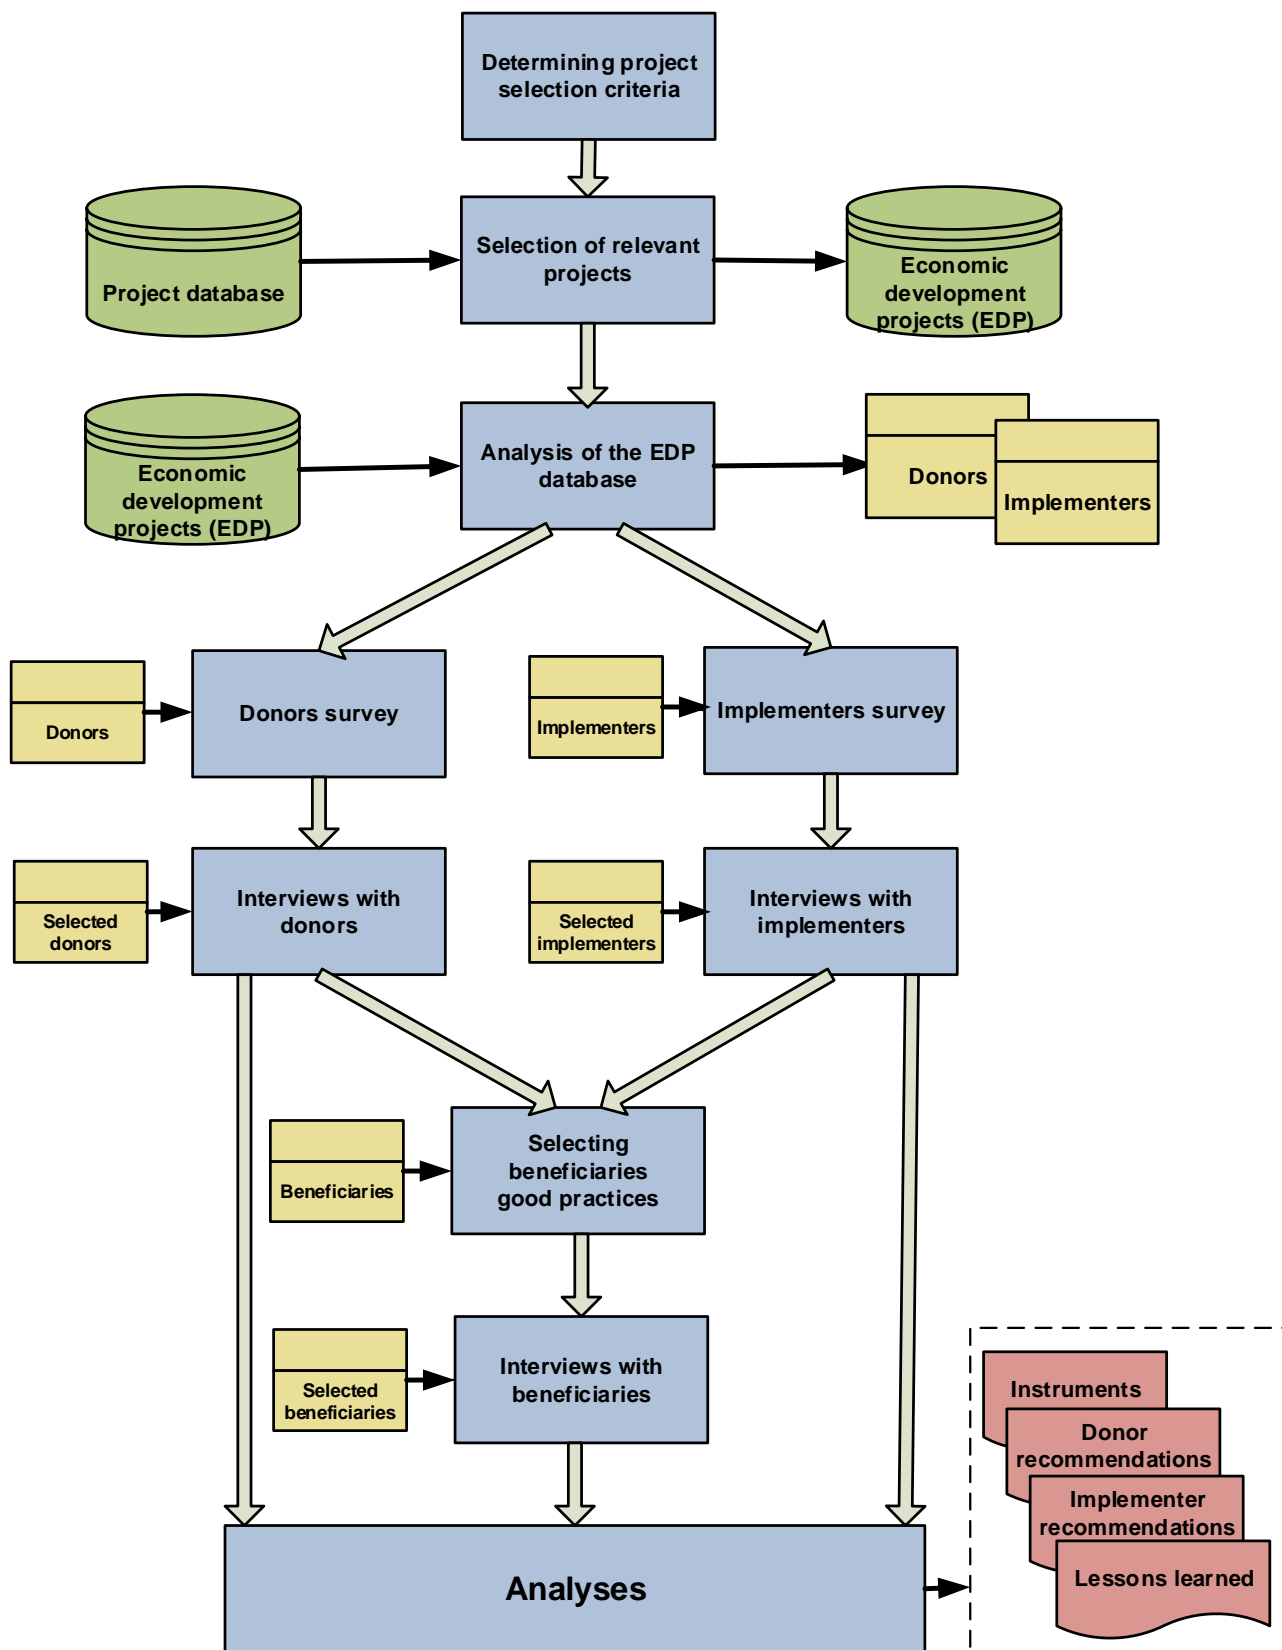 Determining project
selection criteria
Project database
Selection of relevant
projects
Economic
development
projects (EDP)
Economic
development
projects (EDP)
Analysis of the EDP
database
Donors
Implementers
Donors
Donors survey
Implementers
Implementers survey
Selected
donors
Interviews with
donors
Selected
implementers
Interviews with
implementers
Beneficiaries
Selecting
beneficiaries
good practices
Selected
beneficiaries
Interviews with
beneficiaries
Instruments
Donor
recommendations
Implementer
recommendations
Lessons learned
Analyses